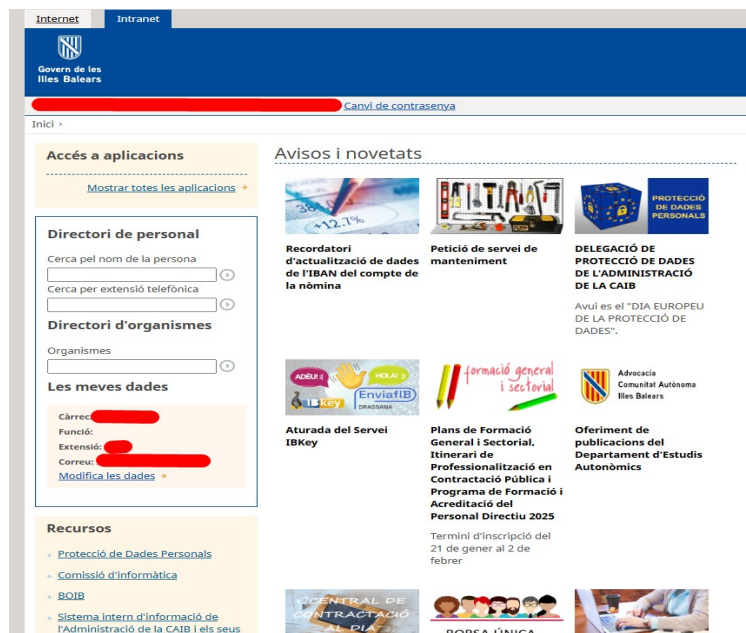 Internet
Intranet
Govern de les
Illes Balears
Canvi de contrasenya
Inici ›
Accés a aplicacions
Mostrar totes les aplicacions
Directori de personal
Cerca pel nom de la persona
Cerca per extensió telefònica
Directori d'organismes
Organismes
Les meves dades
Càrrec:
Funció:
Extensió:
Correu:
Modifica les dades
Recursos
Protecció de Dades Personals
Comissió d'informàtica
BOIB
Sistema intern d'informació de
l'Administració de la CAIB i els seus
Avisos i novetats
+12.7%
PROTECCIÓ
DE DADES
PERSONALS
Recordatori
d'actualització de dades
de l'IBAN del compte de
la nòmina
Petició de servei de
manteniment
DELEGACIÓ DE
PROTECCIÓ DE DADES
DE L'ADMINISTRACIÓ
DE LA CAIB
Avui es el "DIA EUROPEU
DE LA PROTECCIÓ DE
DADES".
ADÉU! :(
HOLA! :)
IBkey
EnviafIB
DRASSANA
formació general
i sectorial
Advocacia
Comunitat Autònoma
Illes Balears
Aturada del Servei
IBKey
Plans de Formació
General i Sectorial,
Itinerari de
Professionalització en
Contractació Pública i
Programa de Formació i
Acreditació del
Personal Directiu 2025
Termini d'inscripció del
21 de gener al 2 de
febrer
Oferiment de
publicacions del
Departament d'Estudis
Autonòmics
CENTRAL DE
CONTRACTACIÓ
AL DIA
BORSA ÚNICA